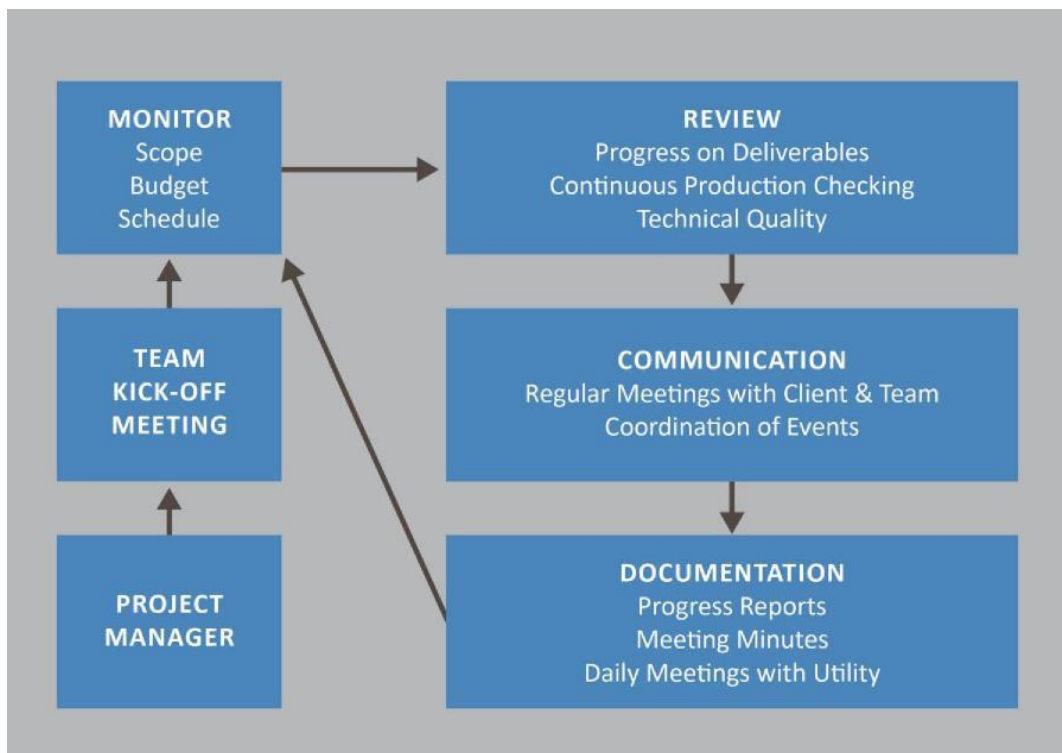 MONITOR
Scope
Budget
Schedule
REVIEW
Progress on Deliverables
Continuous Production Checking
Technical Quality
TEAM
KICK-OFF
MEETING
COMMUNICATION
Regular Meetings with Client & Team
Coordination of Events
PROJECT
MANAGER
DOCUMENTATION
Progress Reports
Meeting Minutes
Daily Meetings with Utility